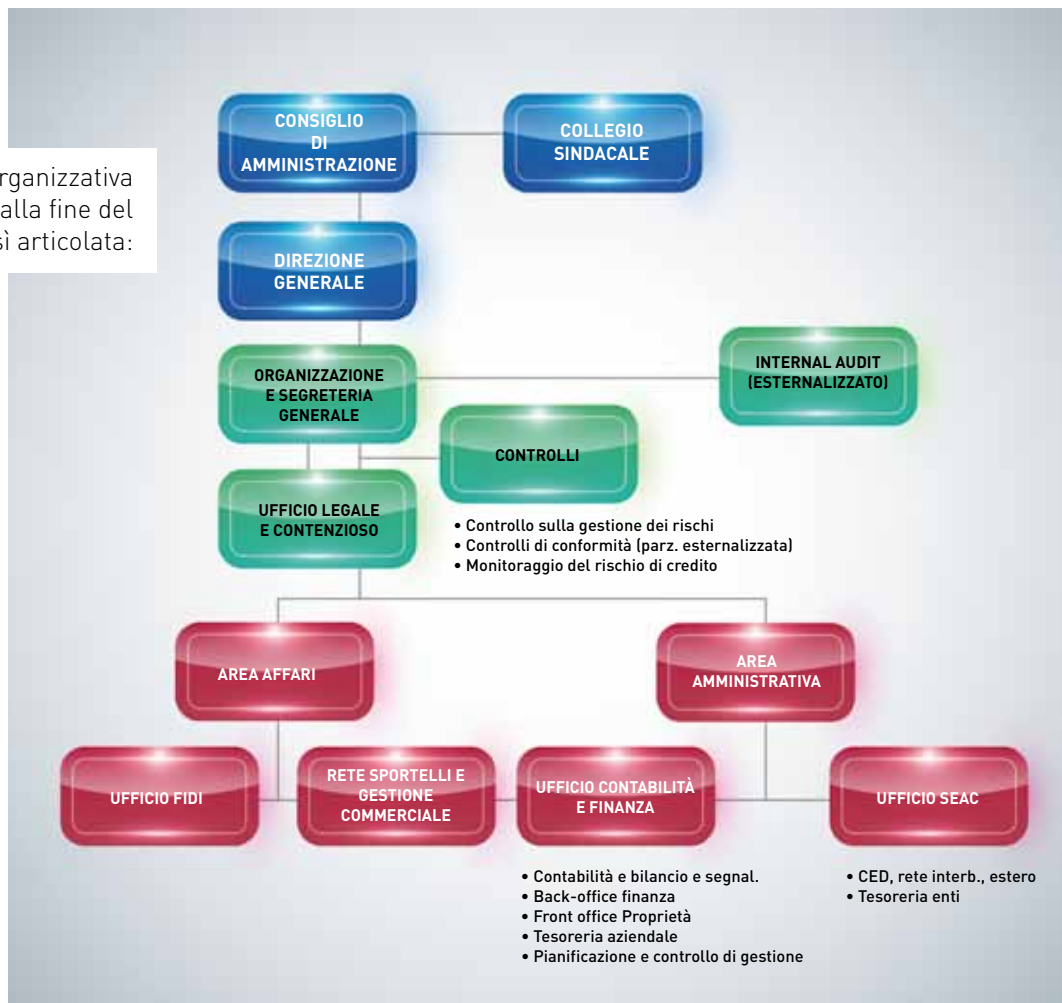 CONSIGLIO
DI
AMMINISTRAZIONE
COLLEGIO
SINDACALE
rganizzativa
alla fine del
sì articolata:
DIREZIONE
GENERALE
ORGANIZZAZIONE
E SEGRETERIA
GENERALE
INTERNAL AUDIT
(ESTERNALIZZATO)
CONTROLLI
UFFICIO LEGALE
E CONTENZIOSO
• Controllo sulla gestione dei rischi
• Controlli di conformità (parz. esternalizzata)
• Monitoraggio del rischio di credito
AREA AFFARI
AREA
AMMINISTRATIVA
UFFICIO FIDI
RETE SPORTELLI E
GESTIONE
COMMERCIALE
UFFICIO CONTABILITÀ
E FINANZA
UFFICIO SEAC
• Contabilità e bilancio e segnal.
• Back-office finanza
• Front office Proprietà
• Tesoreria aziendale
• Pianificazione e controllo di gestione
• CED, rete interb., estero
• Tesoreria enti